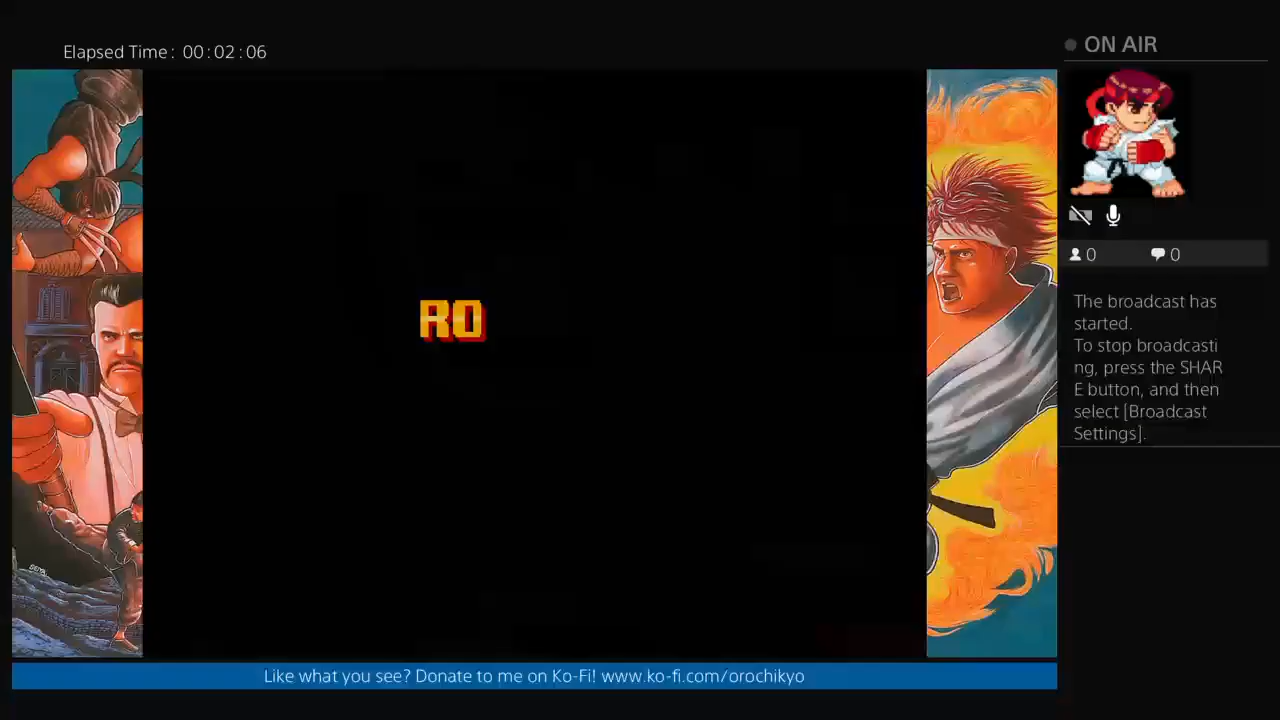 Elapsed Time: 00:02:06
ON AIR
RO
0 0
The broadcast has
started.
To stop broadcasti
ng, press the SHAR
E button, and then
select [Broadcast
Settings].
Like what you see? Donate to me on Ko-Fi! www.ko-fi.com/orochikyo